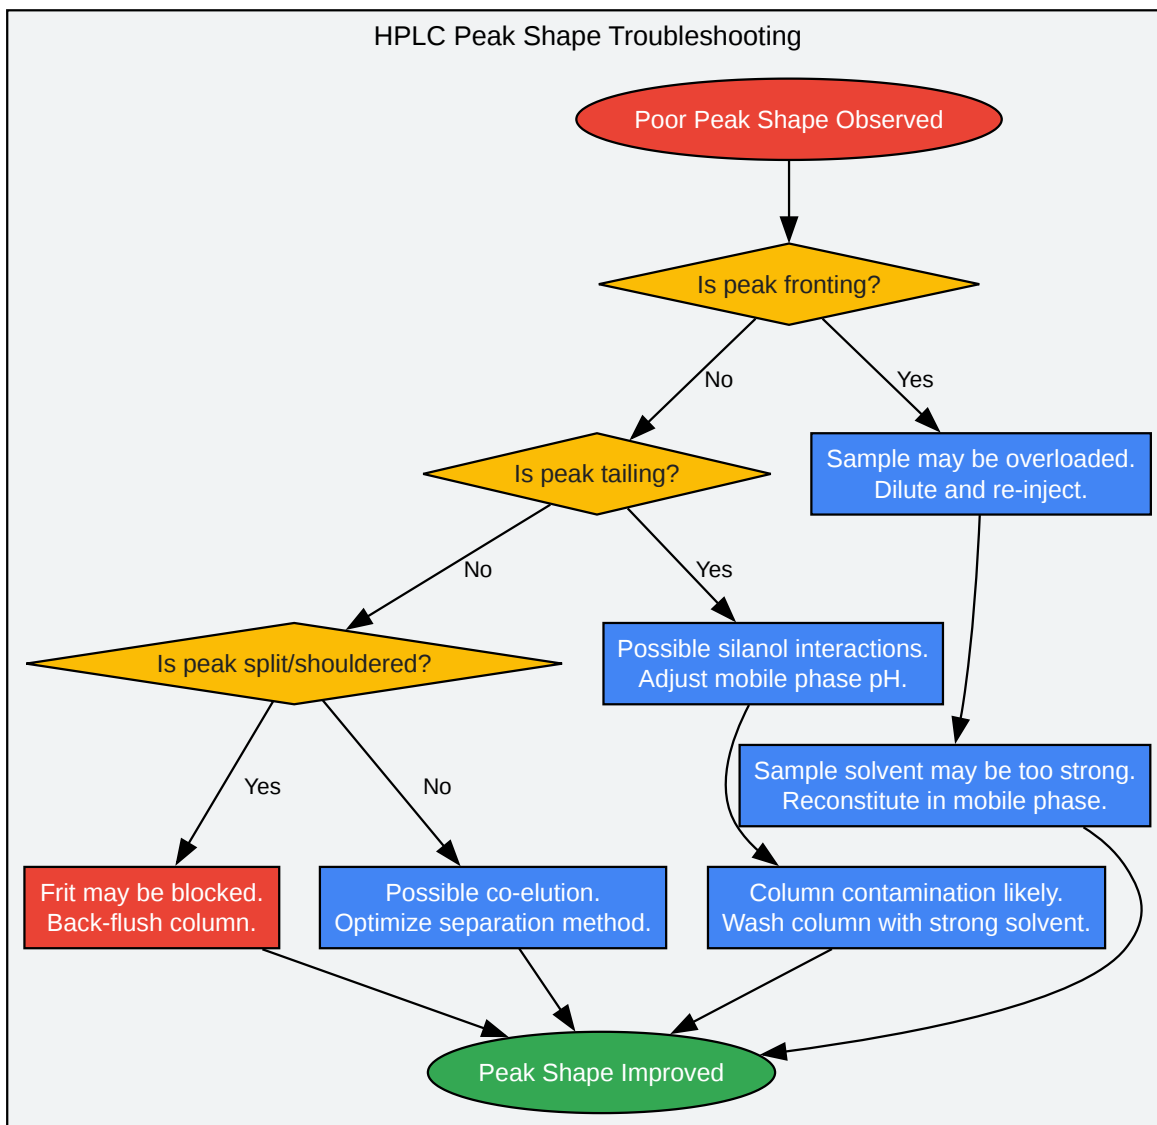 HPLC Peak Shape Troubleshooting
Poor Peak Shape Observed
Is peak fronting?
No
Yes
Is peak tailing?
Sample may be overloaded.
Dilute and re-inject.
No
Yes
Is peak split/shouldered?
Possible silanol interactions.
Adjust mobile phase pH.
Sample solvent may be too strong.
Reconstitute in mobile phase.
Yes
No
Frit may be blocked.
Back-flush column.
Possible co-elution.
Optimize separation method.
Column contamination likely.
Wash column with strong solvent.
Peak Shape Improved